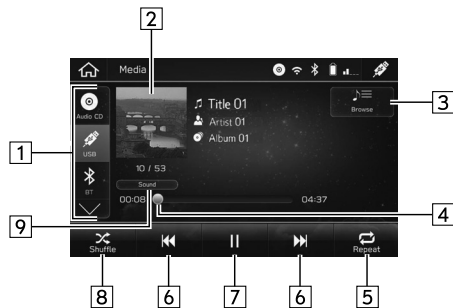 2
Media
Audio CD
USB
BT
Title 01
Artist 01
Album 01
Browse
3
1
10 / 53
Sound
00:08
04:37
9
4
Shuffle
Repeat
8
6
7
6
5